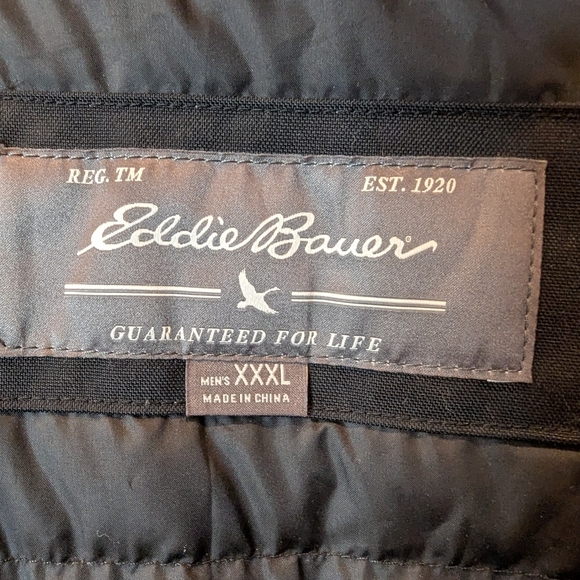 REG. TM
EST. 1920
Eddie Bauer®
GUARANTEED FOR LIFE
MEN'S XXXL
MADE IN CHINA